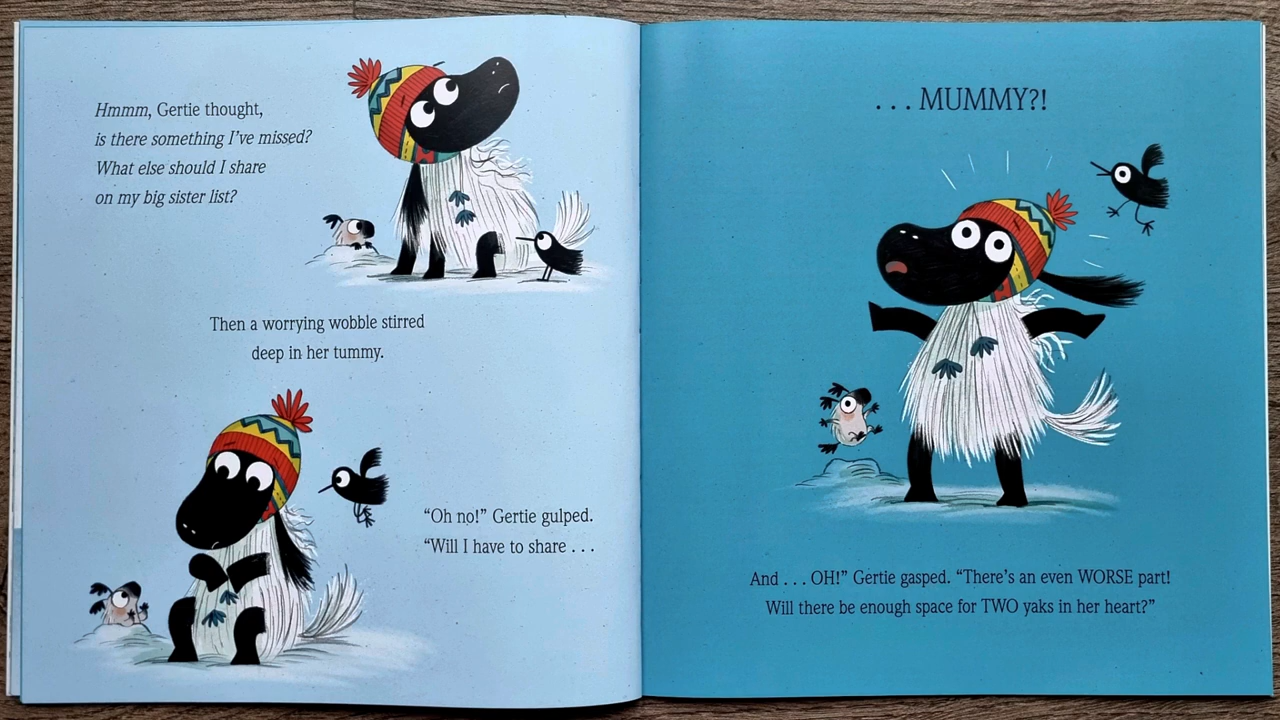 Hmmm, Gertie thought,
is there something I've missed?
What else should I share
on my big sister list?
Then a worrying wobble stirred
deep in her tummy.
“Oh no!” Gertie gulped.
“Will I have to share . . .
. . . MUMMY?!
And . . . OH!” Gertie gasped. “There's an even WORSE part!
Will there be enough space for TWO yaks in her heart?”